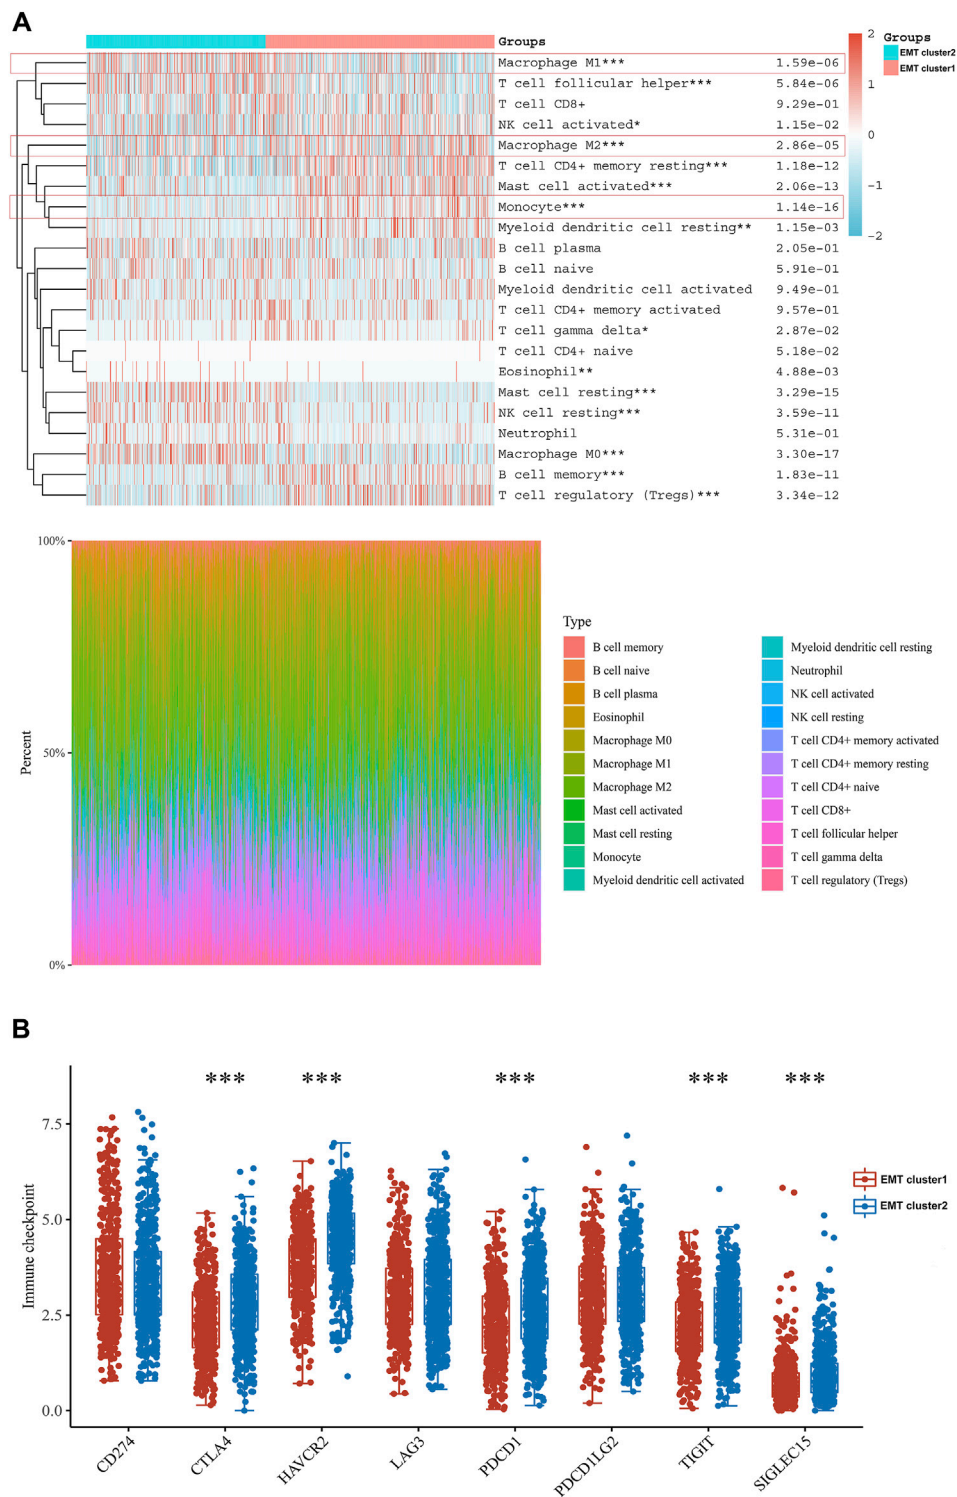 A
Groups
Macrophage M1*** 1.59e-06
T cell follicular helper*** 5.84e-06
T cell CD8+ 9.29e-01
NK cell activated* 1.15e-02
Macrophage M2*** 2.86e-05
T cell CD4+ memory resting*** 1.18e-12
Mast cell activated*** 2.06e-13
Monocyte*** 1.14e-16
Myeloid dendritic cell resting** 1.15e-03
B cell plasma 2.05e-01
B cell naive 5.91e-01
Myeloid dendritic cell activated 9.49e-01
T cell CD4+ memory activated 9.57e-01
T cell gamma delta* 2.87e-02
T cell CD4+ naive 5.18e-02
Eosinophil** 4.88e-03
Mast cell resting*** 3.29e-15
NK cell resting*** 3.59e-11
Neutrophil 5.31e-01
Macrophage M0*** 3.30e-17
B cell memory*** 1.83e-11
T cell regulatory (Tregs)*** 3.34e-12
2
1
0
-1
-2
Groups
EMT cluster2
EMT cluster1
100%
50%
0%
Percent
Type
B cell memory
B cell naive
B cell plasma
Eosinophil
Macrophage M0
Macrophage M1
Macrophage M2
Mast cell activated
Mast cell resting
Monocyte
Myeloid dendritic cell activated
Myeloid dendritic cell resting
Neutrophil
NK cell activated
NK cell resting
T cell CD4+ memory activated
T cell CD4+ memory resting
T cell CD4+ naive
T cell CD8+
T cell follicular helper
T cell gamma delta
T cell regulatory (Tregs)
B
*** *** *** *** ***
7.5
5.0
2.5
0.0
Immune checkpoint
EMT cluster1
EMT cluster2
CD274
CTLA4
HAVCR2
LAG3
PDCD1
PDCD1LG2
TIGIT
SIGLEC15